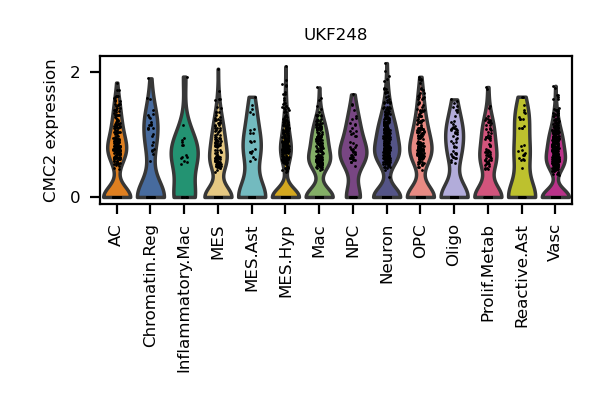 UKF248
CMC2 expression
2
0
AC
Chromatin.Reg
Inflammatory.Mac
MES
MES.Ast
MES.Hyp
Mac
NPC
Neuron
OPC
Oligo
Prolif.Metab
Reactive.Ast
Vasc